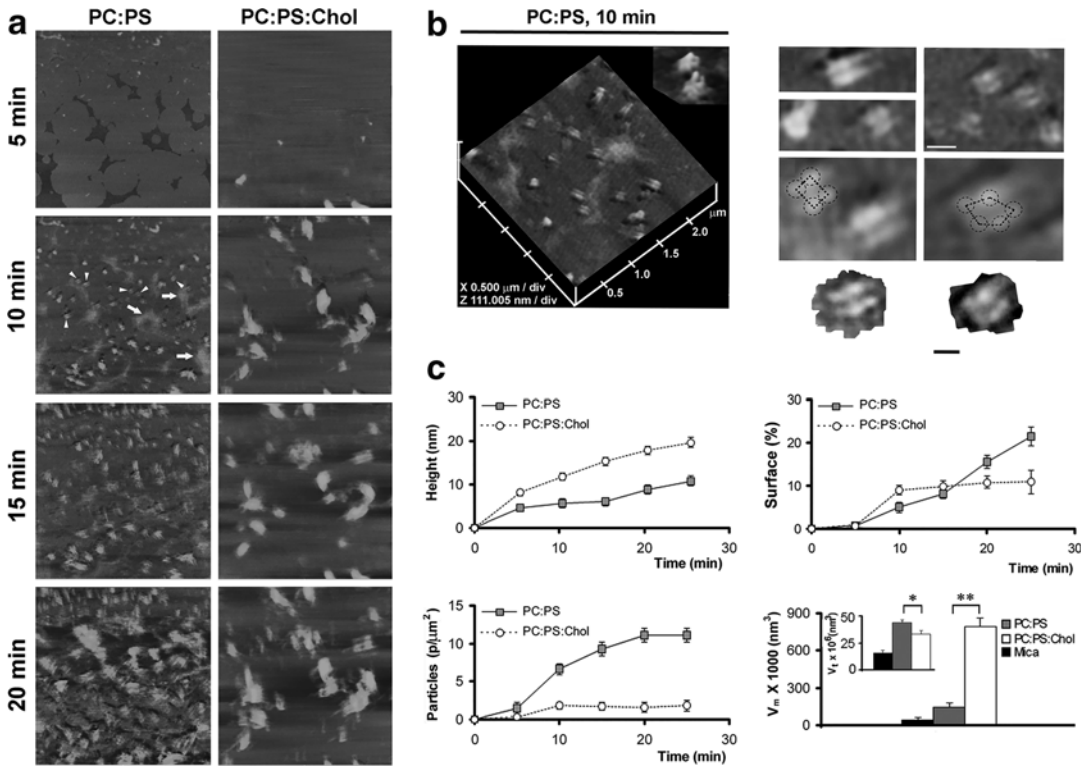 a
PC:PS
PC:PS:Chol
5 min
10 min
15 min
20 min
b
PC:PS, 10 min
µm
2.0
1.5
1.0
0.5
X 0.500 µm / div
Z 111.005 nm / div
c
Height (nm)
30
20
10
0
PC:PS
PC:PS:Chol
0 10 20 30
Time (min)
Surface (%)
30
20
10
0
PC:PS
PC:PS:Chol
0 10 20 30
Time (min)
Particles (p/µm²)
15
10
5
0
PC:PS
PC:PS:Chol
0 10 20 30
Time (min)
Vm X 1000 (nm³)
900
600
300
0
Vt x 10⁶(nm³)
50
25
0
*
**
PC:PS
PC:PS:Chol
Mica